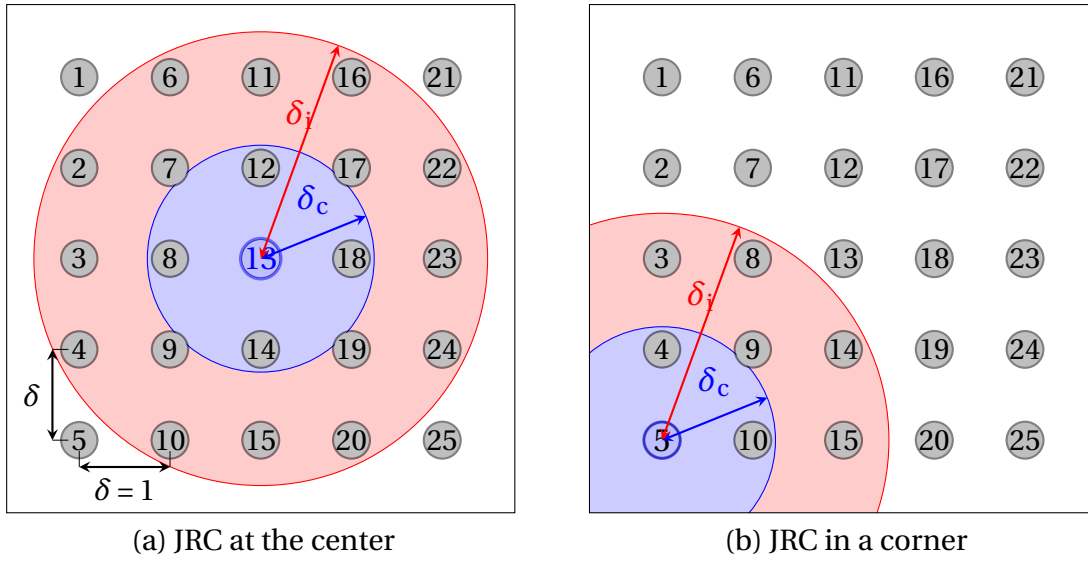 1 6 11 16 21
δi
2 7 12 17 22
δc
3 8 13 18 23
4 9 14 19 24
δ
5 10 15 20 25
δ = 1
(a) JRC at the center
1 6 11 16 21
2 7 12 17 22
3 8 13 18 23
δi
4 9 14 19 24
δc
5 10 15 20 25
(b) JRC in a corner